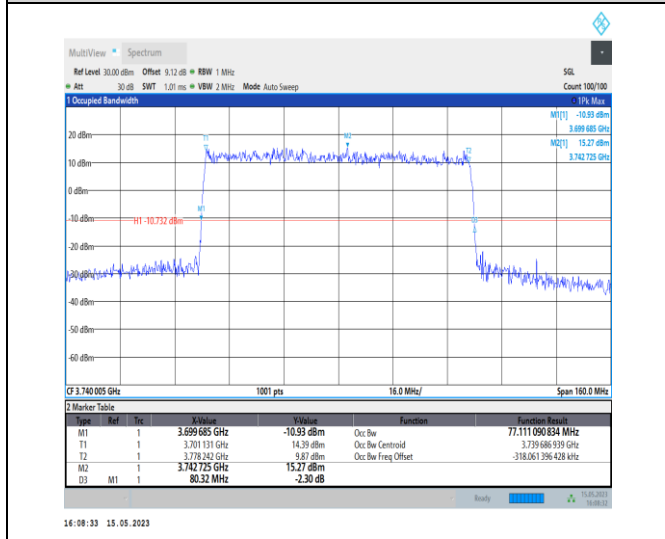 MultiView Spectrum
Ref Level 30.00 dBm Offset 9.12 dB RBW 1 MHz SGL
Att 30 dB SWT 1.01 ms VBW 2 MHz Mode Auto Sweep Count 100/100
1 Occupied Bandwidth 1Pk Max
M1[1] -10.93 dBm
3.699 685 GHz
M2[1] 15.27 dBm
3.742 725 GHz
20 dBm
T1
M2
T2
10 dBm
0 dBm
M1
-10 dBm
H1 -10.732 dBm
D3
-20 dBm
-30 dBm
-40 dBm
-50 dBm
-60 dBm
CF 3.740 005 GHz 1001 pts 16.0 MHz/ Span 160.0 MHz
2 Marker Table
Type Ref Trc X-Value Y-Value Function Function Result
M1 1 3.699 685 GHz -10.93 dBm Occ Bw 77.111 090 834 MHz
T1 1 3.701 131 GHz 14.39 dBm Occ Bw Centroid 3.739 686 939 GHz
T2 1 3.778 242 GHz 9.87 dBm Occ Bw Freq Offset -318.061 396 428 kHz
M2 1 3.742 725 GHz 15.27 dBm
D3 M1 1 80.32 MHz -2.30 dB
Ready 15.05.2023
16:08:32
16:08:33 15.05.2023